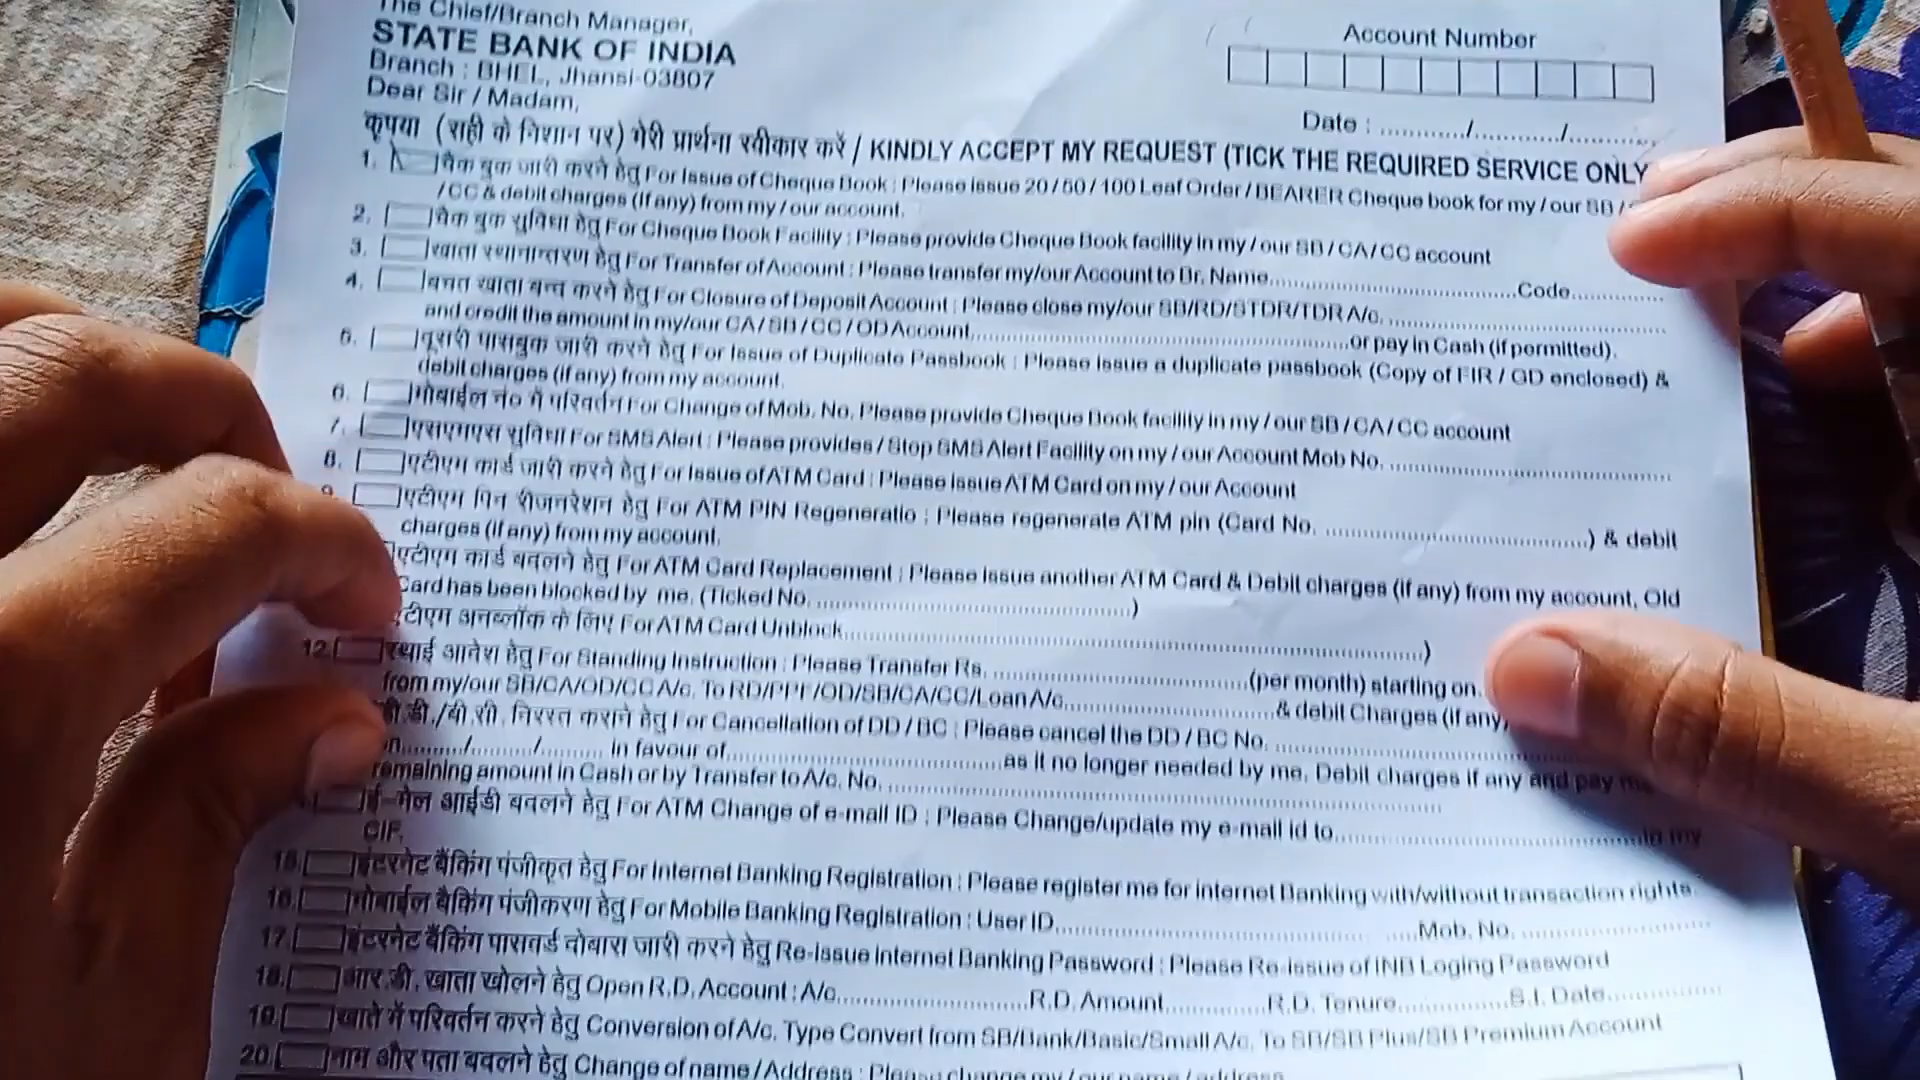 The Chief/Branch Manager,
STATE BANK OF INDIA
Branch : BHEL, Jhansi-03807
Dear Sir / Madam,
Account Number
Date : ............/............/............
कृपया (सही के निशान पर) मेरी प्रार्थना स्वीकार करें / KINDLY ACCEPT MY REQUEST (TICK THE REQUIRED SERVICE ONLY
1. चैक बुक जारी करने हेतु For Issue of Cheque Book : Please issue 20 / 50 / 100 Leaf Order / BEARER Cheque book for my / our SB /
/ CC & debit charges (if any) from my / our account.
2. चैक बुक सुविधा हेतु For Cheque Book Facility : Please provide Cheque Book facility in my / our SB / CA / CC account
3. खाता स्थानान्तरण हेतु For Transfer of Account : Please transfer my/our Account to Br. Name..............................Code...............
4. बचत खाता बन्द करने हेतु For Closure of Deposit Account : Please close my/our SB/RD/STDR/TDR A/c. ..............................
and credit the amount in my/our CA / SB / CC / OD Account..............................or pay in Cash (if permitted).
5. दूसरी पासबुक जारी करने हेतु For Issue of Duplicate Passbook : Please issue a duplicate passbook (Copy of FIR / GD enclosed) &
debit charges (if any) from my account.
6. मोबाईल नं० में परिवर्तन For Change of Mob. No. Please provide Cheque Book facility in my / our SB / CA / CC account
7. एसएमएस सुविधा For SMS Alert : Please provides / Stop SMS Alert Facility on my / our Account Mob No. ..............................
8. एटीएम कार्ड जारी करने हेतु For Issue of ATM Card : Please issue ATM Card on my / our Account
9. एटीएम पिन रीजनरेशन हेतु For ATM PIN Regeneratio : Please regenerate ATM pin (Card No. ..............................) & debit
charges (if any) from my account.
एटीएम कार्ड बदलने हेतु For ATM Card Replacement : Please issue another ATM Card & Debit charges (if any) from my account, Old
Card has been blocked by me. (Ticked No. ..............................)
एटीएम अनब्लॉक के लिए For ATM Card Unblock..............................)
12. स्थाई आदेश हेतु For Standing Instruction : Please Transfer Rs. ..............................(per month) starting on.
from my/our SB/CA/OD/CC A/c. To RD/PPF/OD/SB/CA/CC/Loan A/c..............................& debit Charges (if any)
डी.डी./बी.सी. निरस्त कराने हेतु For Cancellation of DD / BC : Please cancel the DD / BC No. ..............................
........../........../.......... in favour of..............................as it no longer needed by me, Debit charges if any and pay me
remaining amount in Cash or by Transfer to A/c. No. ..............................
ई-मेल आईडी बदलने हेतु For ATM Change of e-mail ID : Please Change/update my e-mail id to..............................in my
CIF.
15. इंटरनेट बैंकिंग पंजीकृत हेतु For Internet Banking Registration : Please register me for internet Banking with/without transaction rights.
16. मोबाईल बैंकिंग पंजीकरण हेतु For Mobile Banking Registration : User ID.............................. Mob. No. ..............................
17. इंटरनेट बैंकिंग पासवर्ड दोबारा जारी करने हेतु Re-Issue Internet Banking Password : Please Re-issue of INB Loging Password
18. आर.डी. खाता खोलने हेतु Open R.D. Account : A/c..............................R.D. Amount...............R.D. Tenure...............S.I. Date...............
19. खाते में परिवर्तन करने हेतु Conversion of A/c. Type Convert from SB/Bank/Basic/Small A/c. To SB/SB Plus/SB Premium Account
20. नाम और पता बदलने हेतु Change of name / Address : Please change my / our name / address